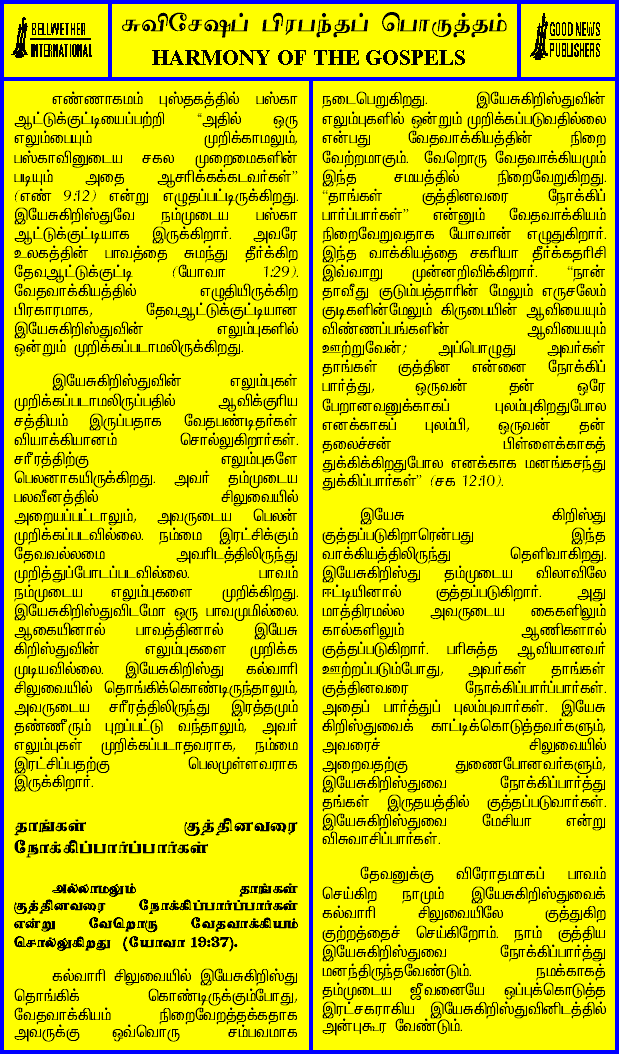 BELLWETHER
INTERNATIONAL
சுவிசேஷப் பிரபந்தப் பொருத்தம்
HARMONY OF THE GOSPELS
GOOD NEWS
PUBLISHERS
எண்ணாகமம் புஸ்தகத்தில் பஸ்கா
ஆட்டுக்குட்டியைப்பற்றி “அதில் ஒரு
எலும்பையும் முறிக்காமலும்,
பஸ்காவினுடைய சகல முறைமைகளின்
படியும் அதை ஆசரிக்கக்கடவர்கள்”
(எண் 9:12) என்று எழுதப்பட்டிருக்கிறது.
இயேசுகிறிஸ்துவே நம்முடைய பஸ்கா
ஆட்டுக்குட்டியாக இருக்கிறார். அவரே
உலகத்தின் பாவத்தை சுமந்து தீர்க்கிற
தேவஆட்டுக்குட்டி (யோவா 1:29).
வேதவாக்கியத்தில் எழுதியிருக்கிற
பிரகாரமாக, தேவஆட்டுக்குட்டியான
இயேசுகிறிஸ்துவின் எலும்புகளில்
ஒன்றும் முறிக்கப்படாமலிருக்கிறது.
இயேசுகிறிஸ்துவின் எலும்புகள்
முறிக்கப்படாமலிருப்பதில் ஆவிக்குரிய
சத்தியம் இருப்பதாக வேதபண்டிதர்கள்
வியாக்கியானம் சொல்லுகிறார்கள்.
சரீரத்திற்கு எலும்புகளே
பெலனாகயிருக்கிறது. அவர் தம்முடைய
பலவீனத்தில் சிலுவையில்
அறையப்பட்டாலும், அவருடைய பெலன்
முறிக்கப்படவில்லை. நம்மை இரட்சிக்கும்
தேவவல்லமை அவரிடத்திலிருந்து
முறித்துப்போடப்படவில்லை. பாவம்
நம்முடைய எலும்புகளை முறிக்கிறது.
இயேசுகிறிஸ்துவிடமோ ஒரு பாவமுமில்லை.
ஆகையினால் பாவத்தினால் இயேசு
கிறிஸ்துவின் எலும்புகளை முறிக்க
முடியவில்லை. இயேசுகிறிஸ்து கல்வாரி
சிலுவையில் தொங்கிக்கொண்டிருந்தாலும்,
அவருடைய சரீரத்திலிருந்து இரத்தமும்
தண்ணீரும் புறப்பட்டு வந்தாலும், அவர்
எலும்புகள் முறிக்கப்படாதவராக, நம்மை
இரட்சிப்பதற்கு பெலமுள்ளவராக
இருக்கிறார்.
தாங்கள் குத்தினவரை
நோக்கிப்பார்ப்பார்கள்
அல்லாமலும் தாங்கள்
குத்தினவரை நோக்கிப்பார்ப்பார்கள்
என்று வேறொரு வேதவாக்கியம்
சொல்லுகிறது (யோவா 19:37).
கல்வாரி சிலுவையில் இயேசுகிறிஸ்து
தொங்கிக் கொண்டிருக்கும்போது,
வேதவாக்கியம் நிறைவேறத்தக்கதாக
அவருக்கு ஒவ்வொரு சம்பவமாக
நடைபெறுகிறது. இயேசுகிறிஸ்துவின்
எலும்புகளில் ஒன்றும் முறிக்கப்படுவதில்லை
என்பது வேதவாக்கியத்தின் நிறை
வேற்றமாகும். வேறொரு வேதவாக்கியமும்
இந்த சமயத்தில் நிறைவேறுகிறது.
“தாங்கள் குத்தினவரை நோக்கிப்
பார்ப்பார்கள்” என்னும் வேதவாக்கியம்
நிறைவேறுவதாக யோவான் எழுதுகிறார்.
இந்த வாக்கியத்தை சகரியா தீர்க்கதரிசி
இவ்வாறு முன்னறிவிக்கிறார். “நான்
தாவீது குடும்பத்தாரின் மேலும் எருசலேம்
குடிகளின்மேலும் கிருபையின் ஆவியையும்
விண்ணப்பங்களின் ஆவியையும்
ஊற்றுவேன்; அப்பொழுது அவர்கள்
தாங்கள் குத்தின என்னை நோக்கிப்
பார்த்து, ஒருவன் தன் ஒரே
பேறானவனுக்காகப் புலம்புகிறதுபோல
எனக்காகப் புலம்பி, ஒருவன் தன்
தலைச்சன் பிள்ளைக்காகத்
துக்கிக்கிறதுபோல எனக்காக மனங்கசந்து
துக்கிப்பார்கள்” (சக 12:10).
இயேசு கிறிஸ்து
குத்தப்படுகிறாரென்பது இந்த
வாக்கியத்திலிருந்து தெளிவாகிறது.
இயேசுகிறிஸ்து தம்முடைய விலாவிலே
ஈட்டியினால் குத்தப்படுகிறார். அது
மாத்திரமல்ல அவருடைய கைகளிலும்
கால்களிலும் ஆணிகளால்
குத்தப்படுகிறார். பரிசுத்த ஆவியானவர்
ஊற்றப்படும்போது, அவர்கள் தாங்கள்
குத்தினவரை நோக்கிப்பார்ப்பார்கள்.
அதைப் பார்த்துப் புலம்புவார்கள். இயேசு
கிறிஸ்துவைக் காட்டிக்கொடுத்தவர்களும்,
அவரைச் சிலுவையில்
அறைவதற்கு துணைபோனவர்களும்,
இயேசுகிறிஸ்துவை நோக்கிப்பார்த்து
தங்கள் இருதயத்தில் குத்தப்படுவார்கள்.
இயேசுகிறிஸ்துவை மேசியா என்று
விசுவாசிப்பார்கள்.
தேவனுக்கு விரோதமாகப் பாவம்
செய்கிற நாமும் இயேசுகிறிஸ்துவைக்
கல்வாரி சிலுவையிலே குத்துகிற
குற்றத்தைச் செய்கிறோம். நாம் குத்திய
இயேசுகிறிஸ்துவை நோக்கிப்பார்த்து
மனந்திருந்தவேண்டும். நமக்காகத்
தம்முடைய ஜீவனையே ஒப்புக்கொடுத்த
இரட்சகராகிய இயேசுகிறிஸ்துவினிடத்தில்
அன்புகூர வேண்டும்.